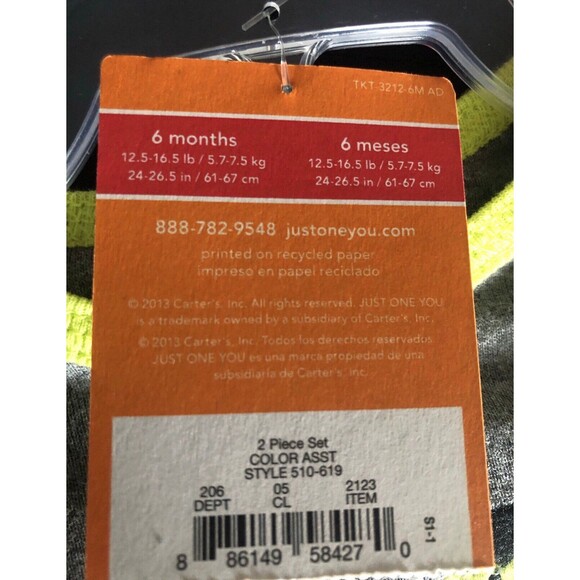 TKT-3212-6M AD
6 months
12.5-16.5 lb / 5.7-7.5 kg
24-26.5 in / 61-67 cm
6 meses
12.5-16.5 lb / 5.7-7.5 kg
24-26.5 in / 61-67 cm
888-782-9548 justoneyou.com
printed on recycled paper
impreso en papel reciclado
© 2013 Carter's, Inc. All rights reserved. JUST ONE YOU
is a trademark owned by a subsidiary of Carter's, Inc.
© 2013 Carter's, Inc. Todos los derechos reservados.
JUST ONE YOU es una marca propiedad de una
subsidiaria de Carter's, Inc.
2 Piece Set
COLOR ASST
STYLE 510-619
206 05 2123
DEPT CL ITEM
8 86149 58427 0
S1-1